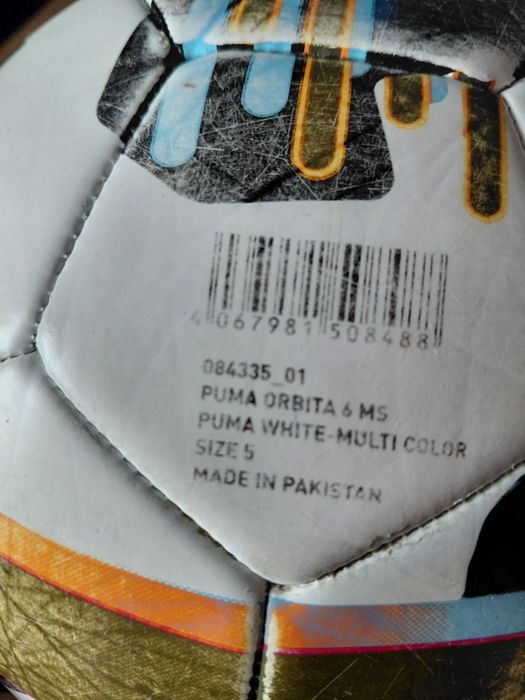 4 067981 508488
084335_01
PUMA ORBITA 6 MS
PUMA WHITE-MULTI COLOR
SIZE 5
MADE IN PAKISTAN